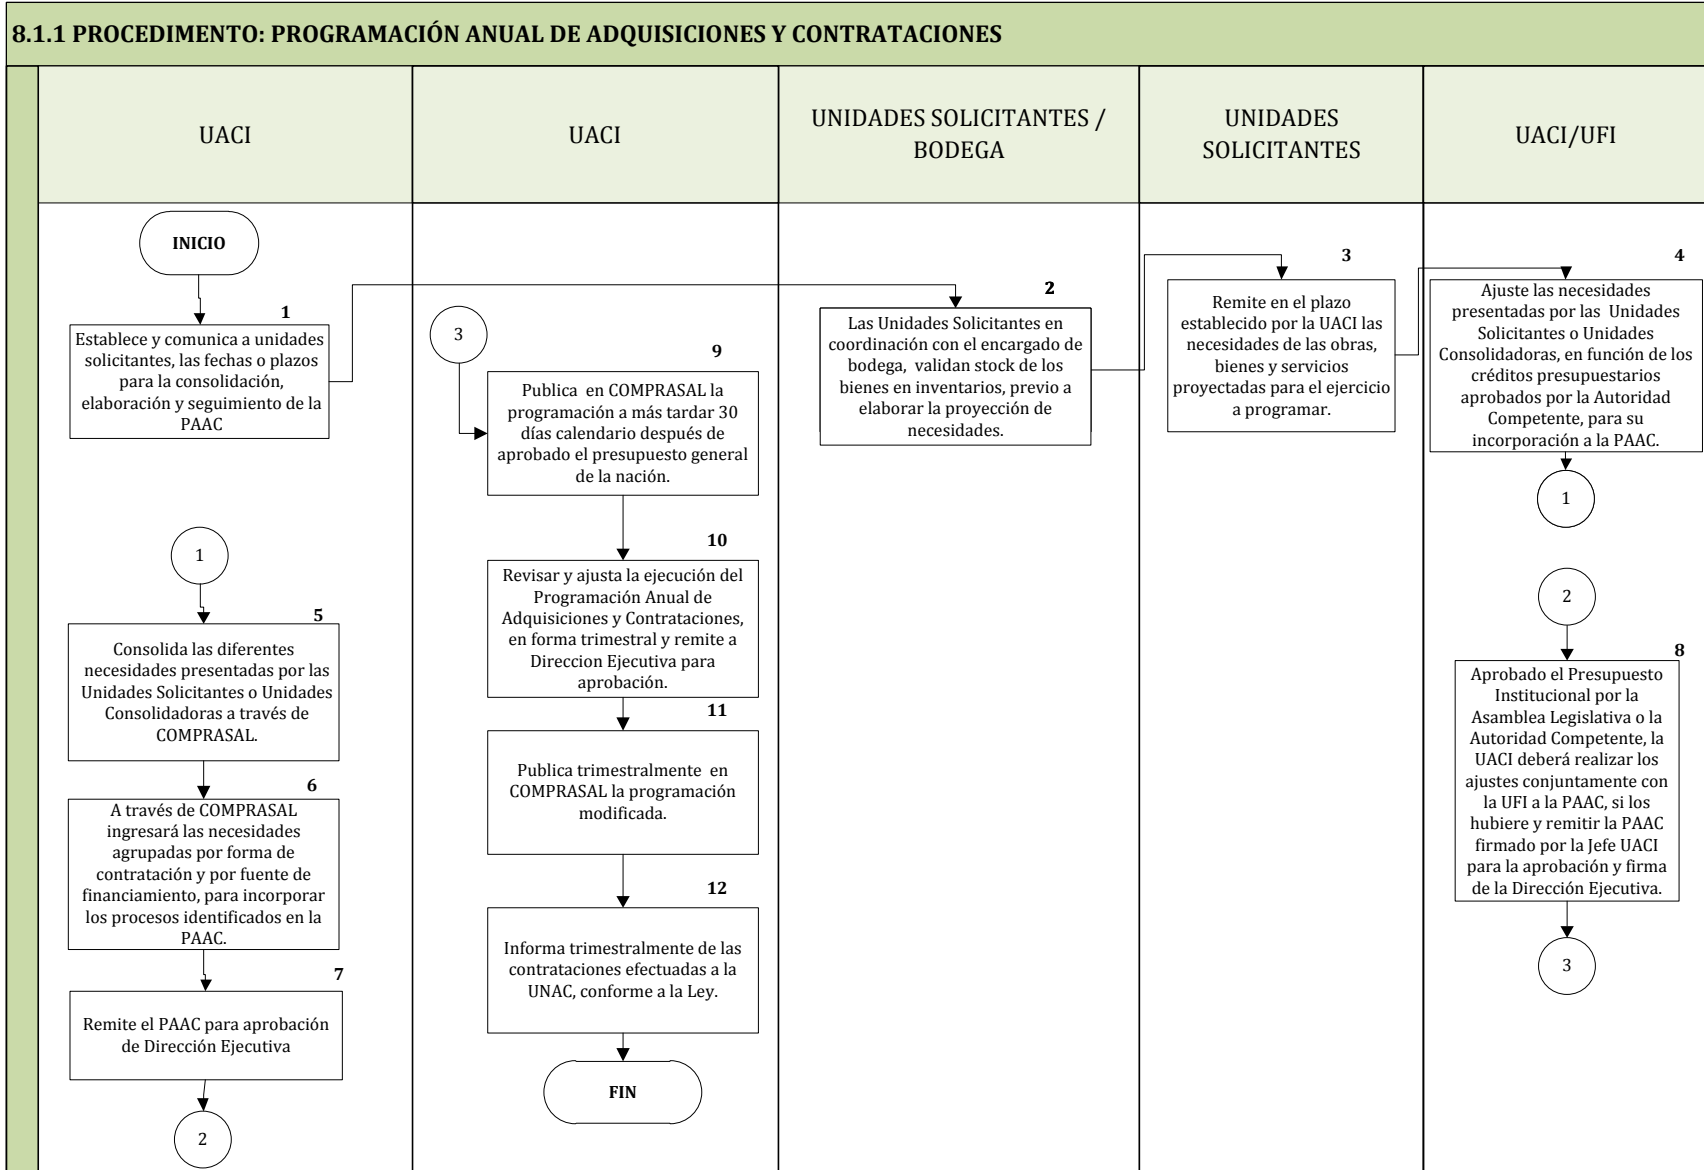 8.1.1 PROCEDIMENTO: PROGRAMACIÓN ANUAL DE ADQUISICIONES Y CONTRATACIONES
UACI
UACI
UNIDADES SOLICITANTES /
BODEGA
UNIDADES
SOLICITANTES
UACI/UFI
INICIO
1
Establece y comunica a unidades
solicitantes, las fechas o plazos
para la consolidación,
elaboración y seguimiento de la
PAAC
2
Las Unidades Solicitantes en
coordinación con el encargado de
bodega, validan stock de los
bienes en inventarios, previo a
elaborar la proyección de
necesidades.
3
Remite en el plazo
establecido por la UACI las
necesidades de las obras,
bienes y servicios
proyectadas para el ejercicio
a programar.
4
Ajuste las necesidades
presentadas por las Unidades
Solicitantes o Unidades
Consolidadoras, en función de los
créditos presupuestarios
aprobados por la Autoridad
Competente, para su
incorporación a la PAAC.
1
1
5
Consolida las diferentes
necesidades presentadas por las
Unidades Solicitantes o Unidades
Consolidadoras a través de
COMPRASAL.
6
A través de COMPRASAL
ingresará las necesidades
agrupadas por forma de
contratación y por fuente de
financiamiento, para incorporar
los procesos identificados en la
PAAC.
7
Remite el PAAC para aprobación
de Dirección Ejecutiva
2
2
8
Aprobado el Presupuesto
Institucional por la
Asamblea Legislativa o la
Autoridad Competente, la
UACI deberá realizar los
ajustes conjuntamente con
la UFI a la PAAC, si los
hubiere y remitir la PAAC
firmado por la Jefe UACI
para la aprobación y firma
de la Dirección Ejecutiva.
3
3
9
Publica en COMPRASAL la
programación a más tardar 30
días calendario después de
aprobado el presupuesto general
de la nación.
10
Revisar y ajusta la ejecución del
Programación Anual de
Adquisiciones y Contrataciones,
en forma trimestral y remite a
Direccion Ejecutiva para
aprobación.
11
Publica trimestralmente en
COMPRASAL la programación
modificada.
12
Informa trimestralmente de las
contrataciones efectuadas a la
UNAC, conforme a la Ley.
FIN